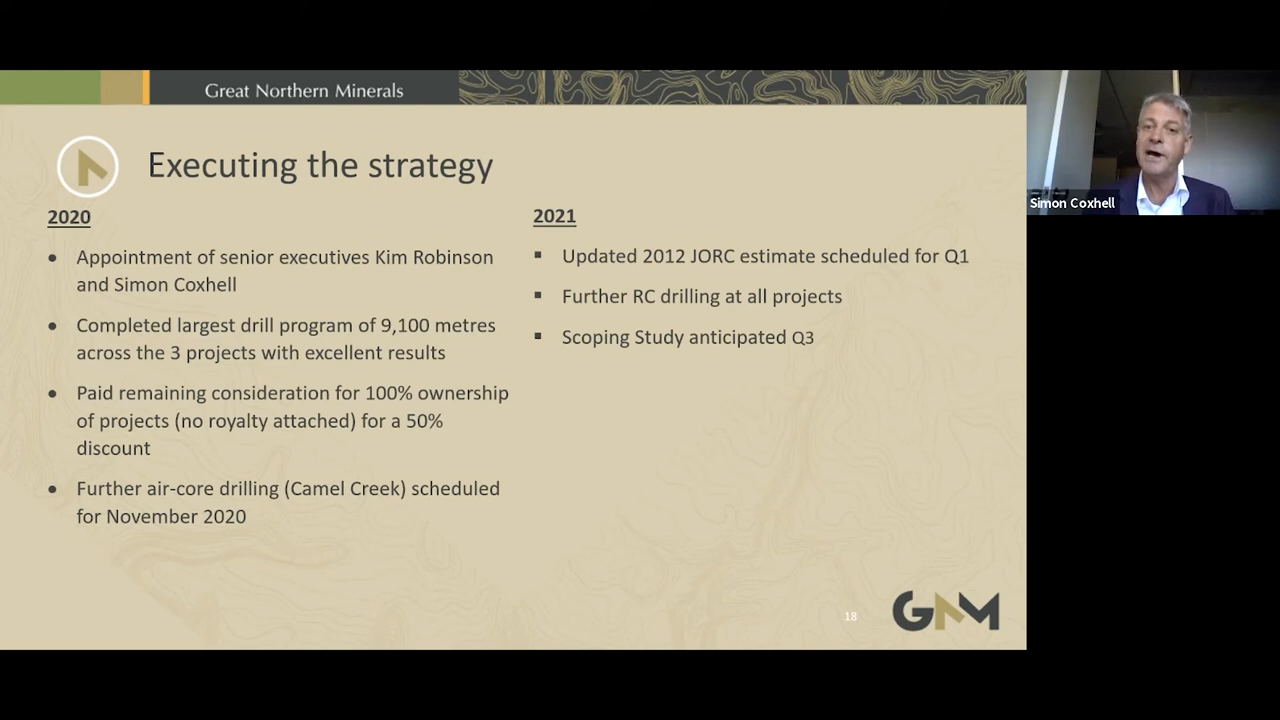 Great Northern Minerals
Executing the strategy
2020
• Appointment of senior executives Kim Robinson
and Simon Coxhell
• Completed largest drill program of 9,100 metres
across the 3 projects with excellent results
• Paid remaining consideration for 100% ownership
of projects (no royalty attached) for a 50%
discount
• Further air-core drilling (Camel Creek) scheduled
for November 2020
2021
▪ Updated 2012 JORC estimate scheduled for Q1
▪ Further RC drilling at all projects
▪ Scoping Study anticipated Q3
18
GNM
Simon Coxhell